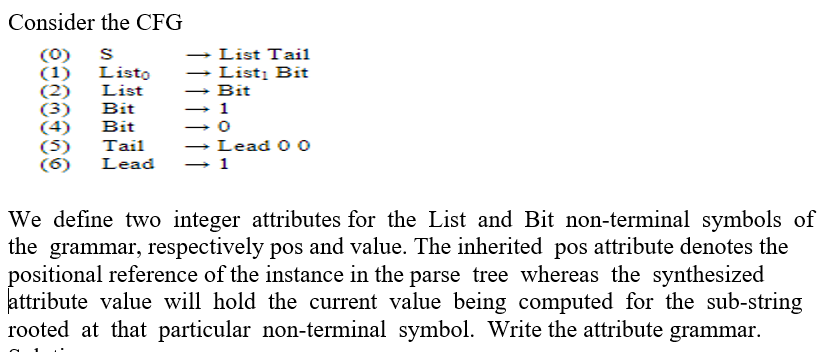 Consider the CFG
(0) S → List Tail
(1) List₀ → List₁ Bit
(2) List → Bit
(3) Bit → 1
(4) Bit → 0
(5) Tail → Lead 0 0
(6) Lead → 1
We define two integer attributes for the List and Bit non-terminal symbols of
the grammar, respectively pos and value. The inherited pos attribute denotes the
positional reference of the instance in the parse tree whereas the synthesized
attribute value will hold the current value being computed for the sub-string
rooted at that particular non-terminal symbol. Write the attribute grammar.